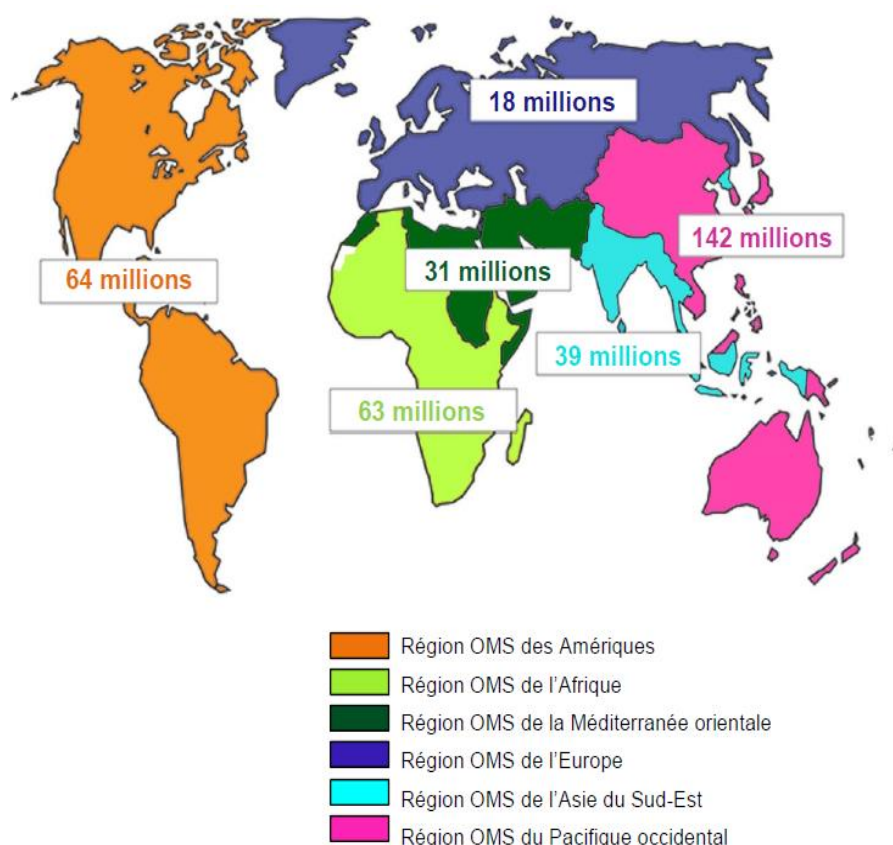 18 millions
142 millions
64 millions
31 millions
39 millions
63 millions
Région OMS des Amériques
Région OMS de l'Afrique
Région OMS de la Méditerranée orientale
Région OMS de l'Europe
Région OMS de l'Asie du Sud-Est
Région OMS du Pacifique occidental